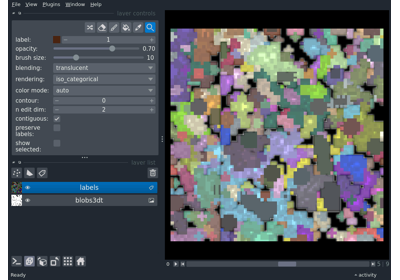 File View Plugins Window Help
layer controls
label: 1
opacity: 0.70
brush size: 10
blending: translucent
rendering: iso_categorical
color mode: auto
contour: 0
n edit dim: 2
contiguous:
preserve
labels:
show
selected:
layer list
labels
blobs3dt
Ready
activity